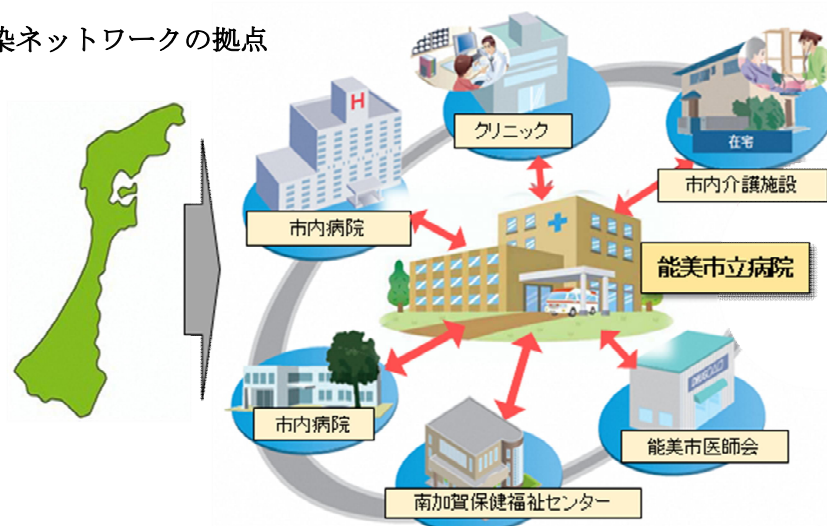 染ネットワークの拠点
クリニック
在宅
市内介護施設
H
市内病院
能美市立病院
市内病院
能美市医師会
南加賀保健福祉センター